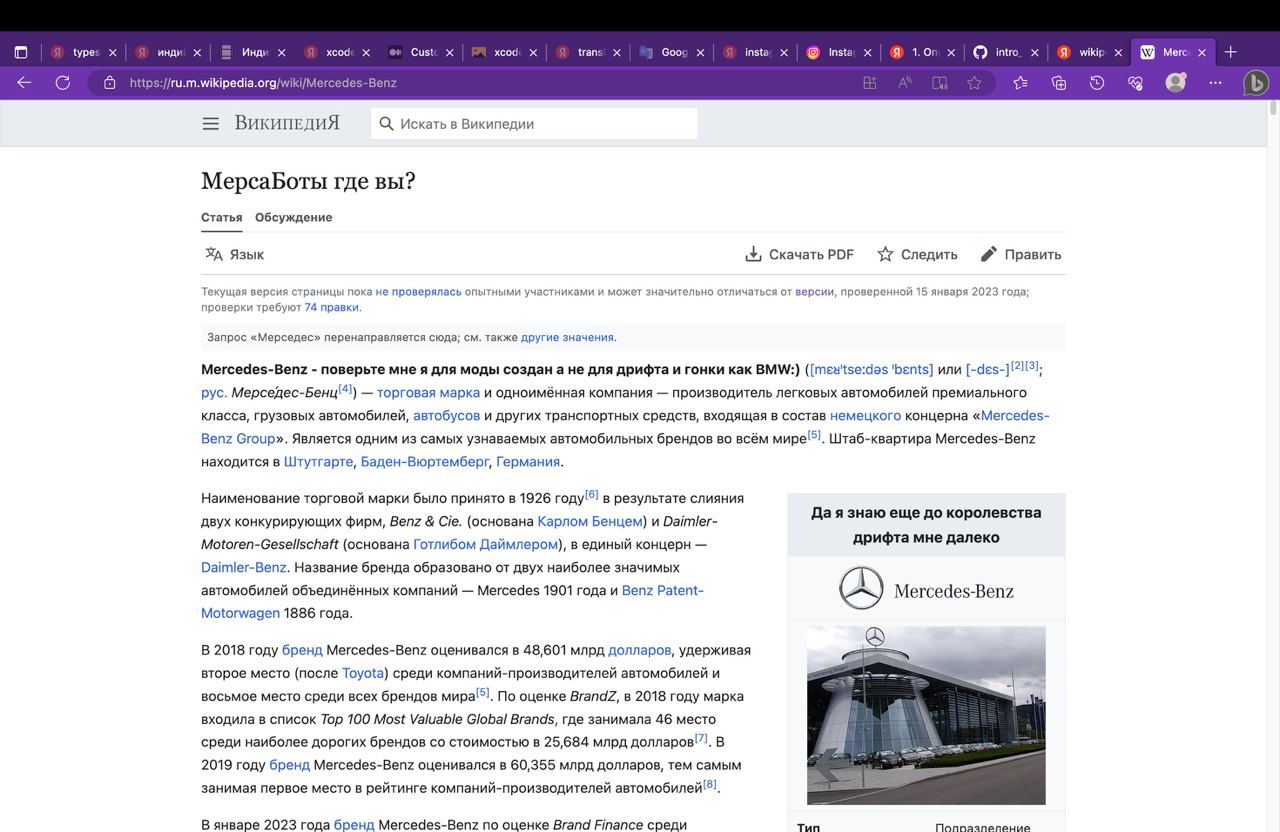 types
инди
Инди
xcode
Custo
xcod
transl
Goog
insta
Insta
1. Оп
intro_
wikip
Merc
https://ru.m.wikipedia.org/wiki/Mercedes-Benz
ВИКИПЕДИЯ
Искать в Википедии
МерсаБоты где вы?
Статья Обсуждение
Язык Скачать PDF Следить Править
Текущая версия страницы пока не проверялась опытными участниками и может значительно отличаться от версии, проверенной 15 января 2023 года;
проверки требуют 74 правки.
Запрос «Мерседес» перенаправляется сюда; см. также другие значения.
Mercedes-Benz - поверьте мне я для моды создан а не для дрифта и гонки как BMW:) ([mɛʁˈtseːdəs ˈbɛnts] или [-dɛs-][2][3];
рус. Мерсе́дес-Бенц[4]) — торговая марка и одноимённая компания — производитель легковых автомобилей премиального
класса, грузовых автомобилей, автобусов и других транспортных средств, входящая в состав немецкого концерна «Mercedes-
Benz Group». Является одним из самых узнаваемых автомобильных брендов во всём мире[5]. Штаб-квартира Mercedes-Benz
находится в Штутгарте, Баден-Вюртемберг, Германия.
Наименование торговой марки было принято в 1926 году[6] в результате слияния
двух конкурирующих фирм, Benz & Cie. (основана Карлом Бенцем) и Daimler-
Motoren-Gesellschaft (основана Готлибом Даймлером), в единый концерн —
Daimler-Benz. Название бренда образовано от двух наиболее значимых
автомобилей объединённых компаний — Mercedes 1901 года и Benz Patent-
Motorwagen 1886 года.
В 2018 году бренд Mercedes-Benz оценивался в 48,601 млрд долларов, удерживая
второе место (после Toyota) среди компаний-производителей автомобилей и
восьмое место среди всех брендов мира[5]. По оценке BrandZ, в 2018 году марка
входила в список Top 100 Most Valuable Global Brands, где занимала 46 место
среди наиболее дорогих брендов со стоимостью в 25,684 млрд долларов[7]. В
2019 году бренд Mercedes-Benz оценивался в 60,355 млрд долларов, тем самым
занимая первое место в рейтинге компаний-производителей автомобилей[8].
В январе 2023 года бренд Mercedes-Benz по оценке Brand Finance среди
Да я знаю еще до королевства
дрифта мне далеко
Mercedes-Benz
Тип Подразделение